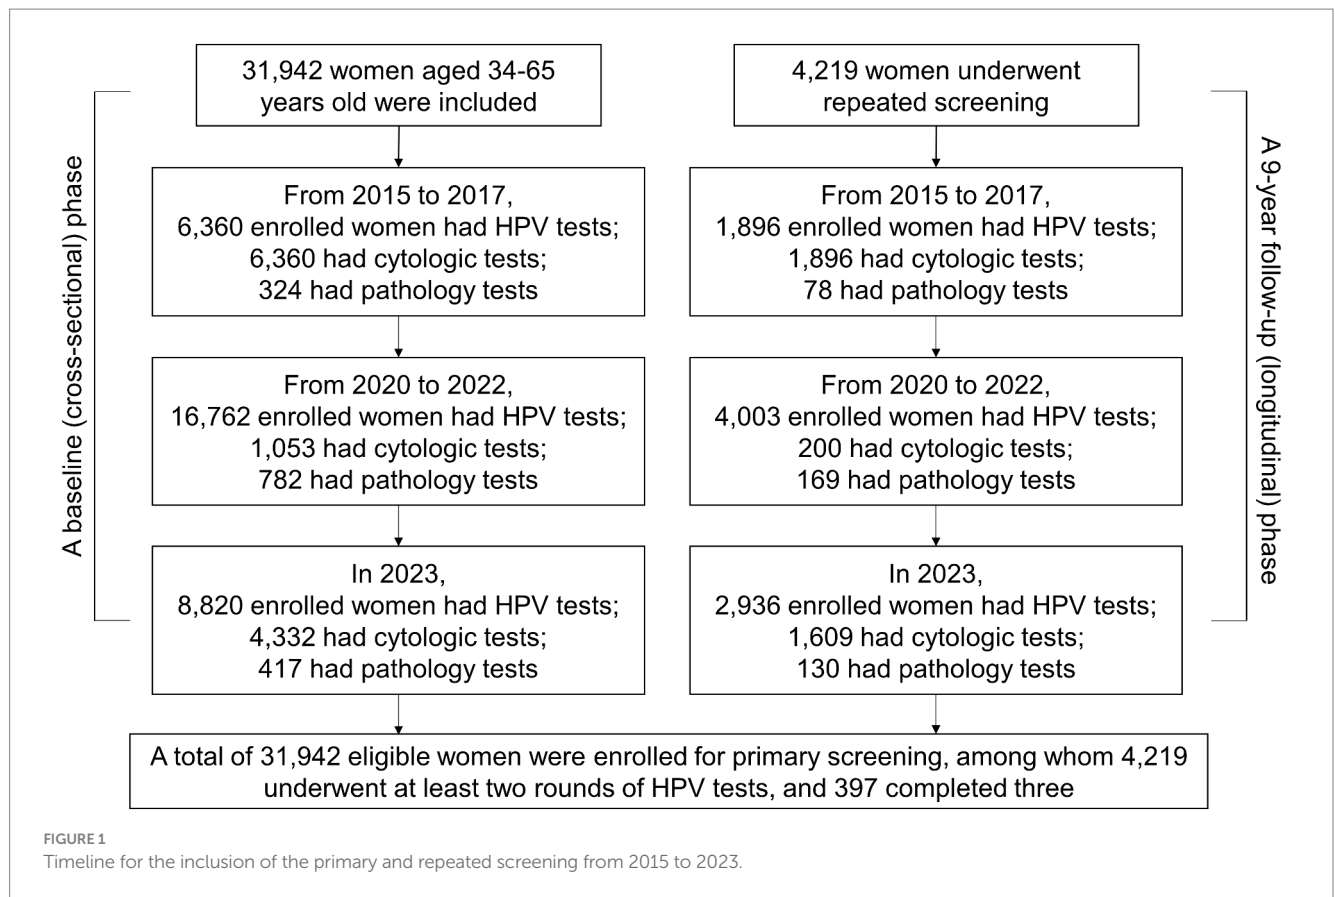 A baseline (cross-sectional) phase
31,942 women aged 34-65
years old were included
From 2015 to 2017,
6,360 enrolled women had HPV tests;
6,360 had cytologic tests;
324 had pathology tests
From 2020 to 2022,
16,762 enrolled women had HPV tests;
1,053 had cytologic tests;
782 had pathology tests
In 2023,
8,820 enrolled women had HPV tests;
4,332 had cytologic tests;
417 had pathology tests
4,219 women underwent
repeated screening
From 2015 to 2017,
1,896 enrolled women had HPV tests;
1,896 had cytologic tests;
78 had pathology tests
From 2020 to 2022,
4,003 enrolled women had HPV tests;
200 had cytologic tests;
169 had pathology tests
In 2023,
2,936 enrolled women had HPV tests;
1,609 had cytologic tests;
130 had pathology tests
A 9-year follow-up (longitudinal) phase
A total of 31,942 eligible women were enrolled for primary screening, among whom 4,219
underwent at least two rounds of HPV tests, and 397 completed three
FIGURE 1
Timeline for the inclusion of the primary and repeated screening from 2015 to 2023.